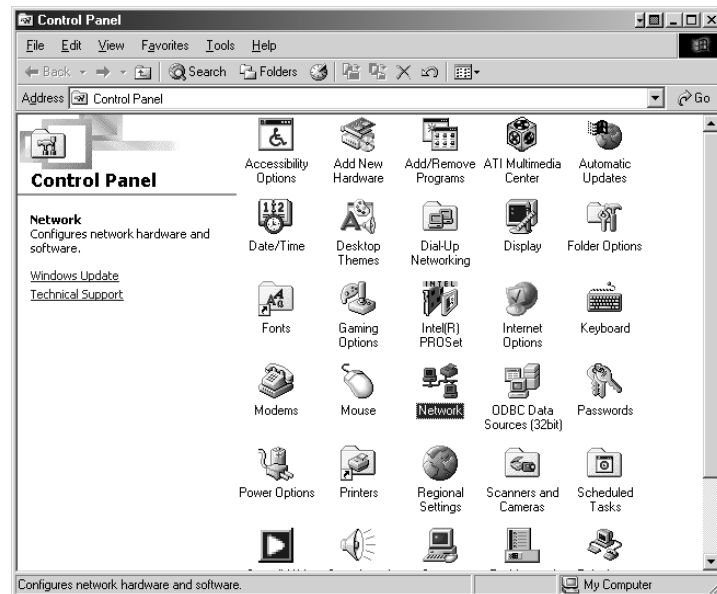 Control Panel
File Edit View Favorites Tools Help
Back Search Folders
Address Control Panel Go
Control Panel
Network
Configures network hardware and
software.
Windows Update
Technical Support
Accessibility
Options
Add New
Hardware
Add/Remove
Programs
ATI Multimedia
Center
Automatic
Updates
Date/Time
Desktop
Themes
Dial-Up
Networking
Display
Folder Options
Fonts
Gaming
Options
INTEL
Intel(R)
PROSet
Internet
Options
Keyboard
Modems
Mouse
Network
ODBC Data
Sources (32bit)
Passwords
Power Options
Printers
Regional
Settings
Scanners and
Cameras
Scheduled
Tasks
Configures network hardware and software.
My Computer